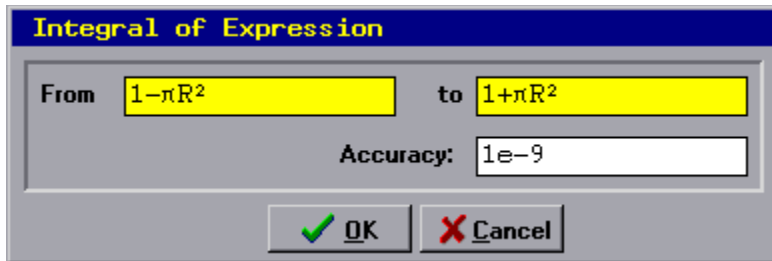 Integral of Expression
From 1−πR² to 1+πR²
Accuracy: 1e−9
OK Cancel